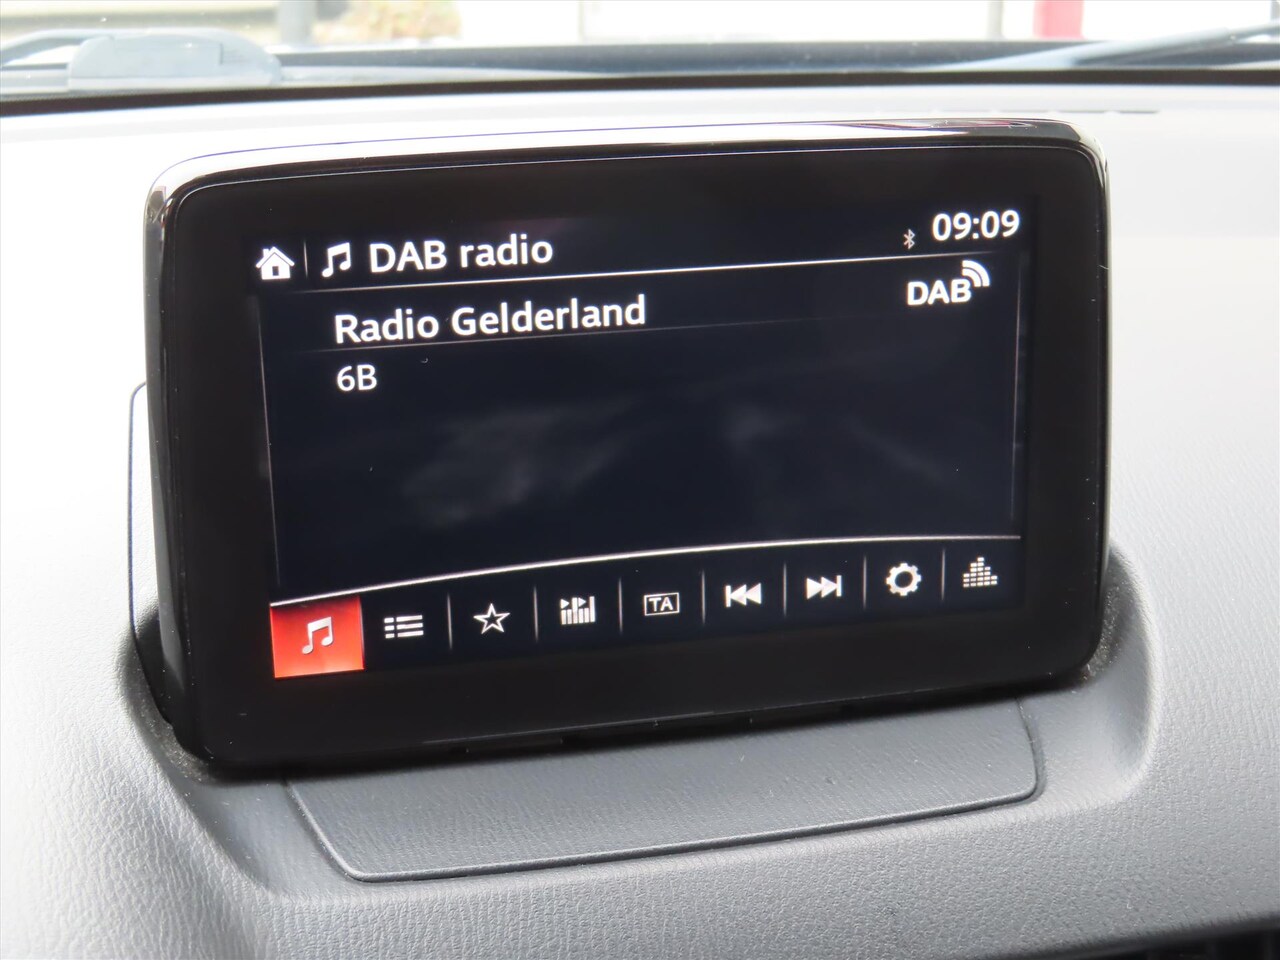 DAB radio
09:09
Radio Gelderland
DAB
6B
TA